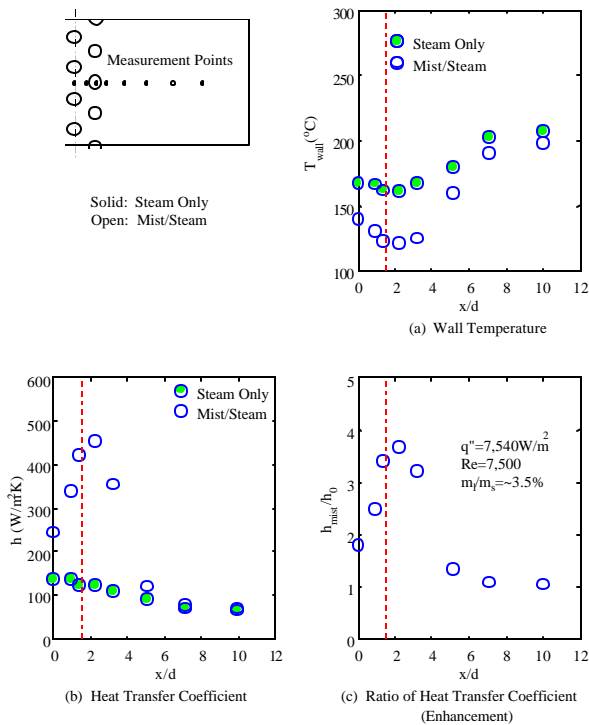 Measurement Points
Solid: Steam Only
Open: Mist/Steam
300
250
200
150
100
T_wall(°C)
Steam Only
Mist/Steam
0 2 4 6 8 10 12
x/d
(a) Wall Temperature
600
500
400
300
200
100
0
h (W/m²K)
Steam Only
Mist/Steam
0 2 4 6 8 10 12
x/d
(b) Heat Transfer Coefficient
5
4
3
2
1
0
h_mist/h_0
q"=7,540W/m²
Re=7,500
m_l/m_s=~3.5%
0 2 4 6 8 10 12
x/d
(c) Ratio of Heat Transfer Coefficient
(Enhancement)